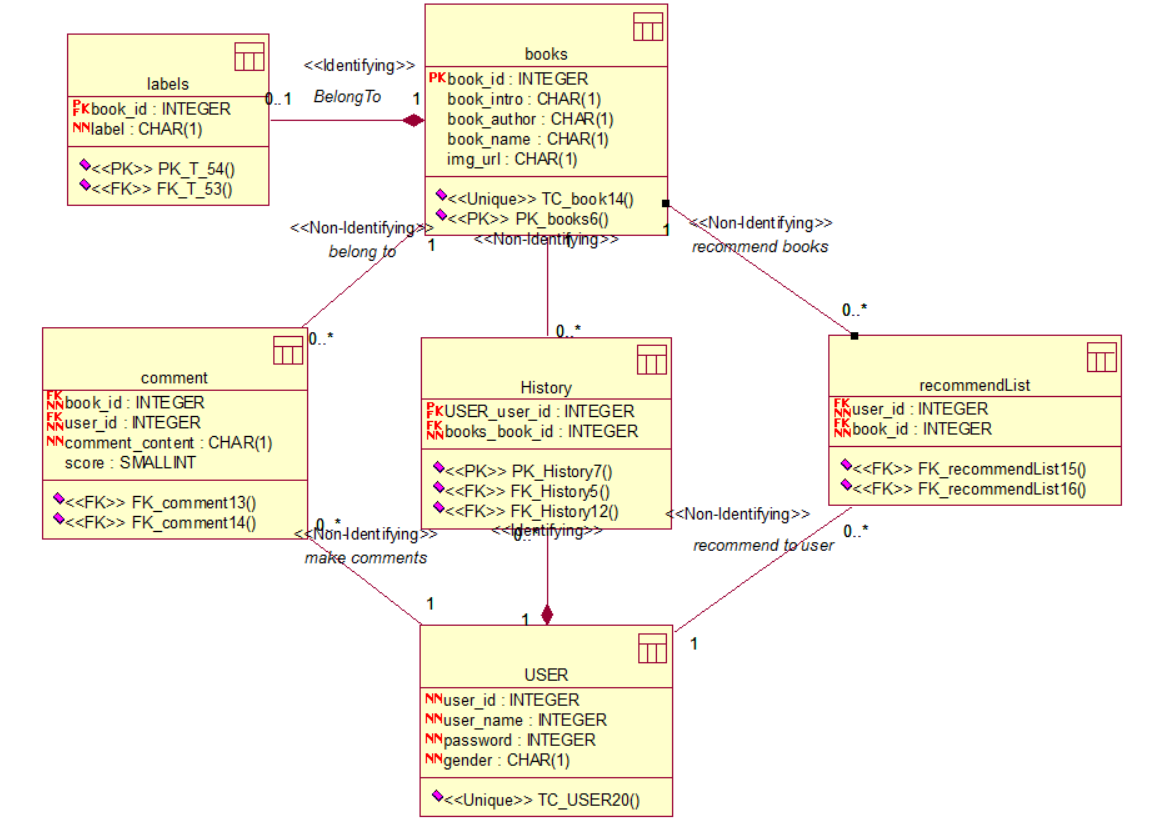 labels
PFK book_id : INTEGER
NN label : CHAR(1)
<<PK>> PK_T_54()
<<FK>> FK_T_53()
<<Identifying>>
BelongTo
0..1
1
books
PK book_id : INTEGER
book_intro : CHAR(1)
book_author : CHAR(1)
book_name : CHAR(1)
img_url : CHAR(1)
<<Unique>> TC_book14()
<<PK>> PK_books6()
<<Non-Identifying>>
belong to
1
0..*
<<Non-Identifying>>
1
0..*
<<Non-Identifying>>
recommend books
1
0..*
comment
FK NN book_id : INTEGER
FK NN user_id : INTEGER
NN comment_content : CHAR(1)
score : SMALLINT
<<FK>> FK_comment13()
<<FK>> FK_comment14()
History
PFK USER_user_id : INTEGER
FK NN books_book_id : INTEGER
<<PK>> PK_History7()
<<FK>> FK_History5()
<<FK>> FK_History12()
recommendList
FK NN user_id : INTEGER
FK NN book_id : INTEGER
<<FK>> FK_recommendList15()
<<FK>> FK_recommendList16()
0..*
<<Non-Identifying>>
make comments
1
<<Identifying>>
0..*
1
<<Non-Identifying>>
recommend to user
0..*
1
USER
NN user_id : INTEGER
NN user_name : INTEGER
NN password : INTEGER
NN gender : CHAR(1)
<<Unique>> TC_USER20()